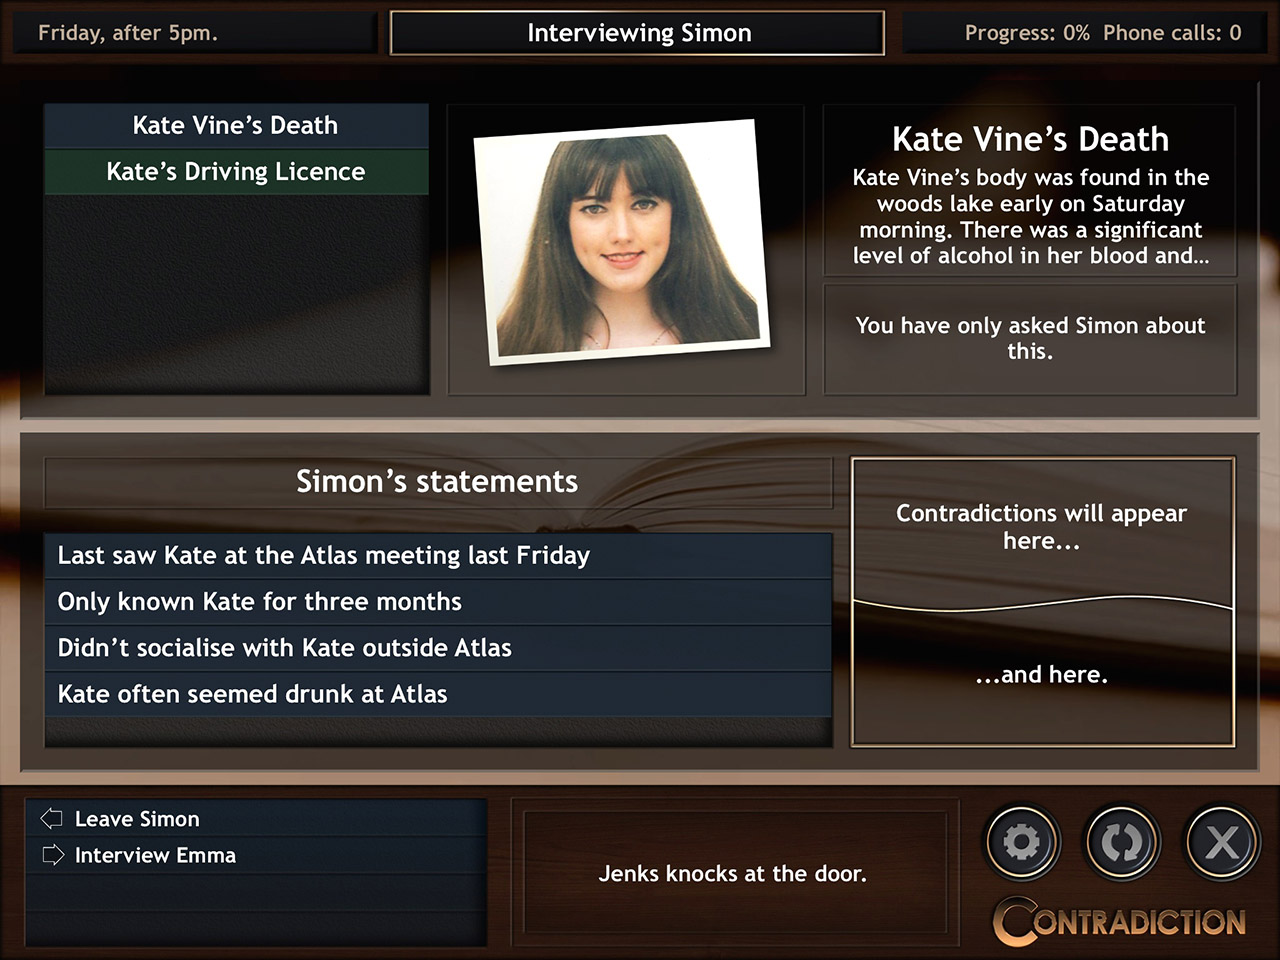 Friday, after 5pm.
Interviewing Simon
Progress: 0% Phone calls: 0
Kate Vine’s Death
Kate’s Driving Licence
Kate Vine’s Death
Kate Vine’s body was found in the
woods lake early on Saturday
morning. There was a significant
level of alcohol in her blood and...
You have only asked Simon about
this.
Simon’s statements
Last saw Kate at the Atlas meeting last Friday
Only known Kate for three months
Didn’t socialise with Kate outside Atlas
Kate often seemed drunk at Atlas
Contradictions will appear
here...
...and here.
Leave Simon
Interview Emma
Jenks knocks at the door.
CONTRADICTION